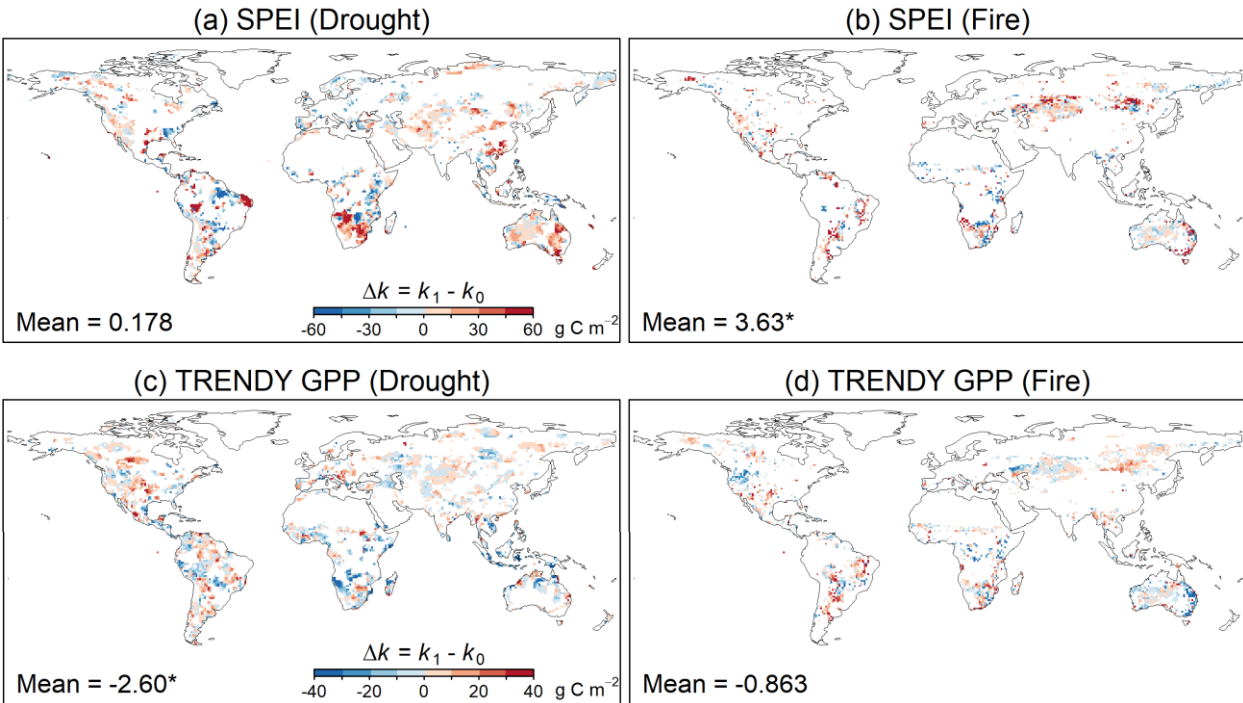 (a) SPEI (Drought)
(b) SPEI (Fire)
Δk = k₁ - k₀
-60 -30 0 30 60 g C m⁻²
Mean = 0.178
Mean = 3.63*
(c) TRENDY GPP (Drought)
(d) TRENDY GPP (Fire)
Δk = k₁ - k₀
-40 -20 0 20 40 g C m⁻²
Mean = -2.60*
Mean = -0.863